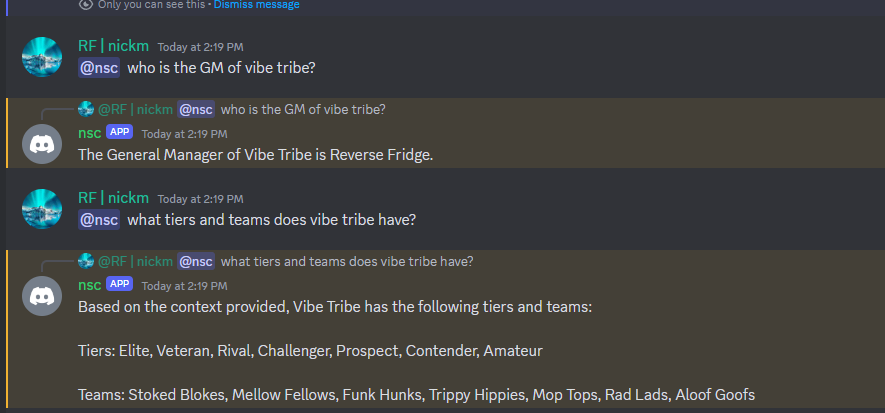 Only you can see this • Dismiss message
RF | nickm Today at 2:19 PM
@nsc who is the GM of vibe tribe?
@RF | nickm @nsc who is the GM of vibe tribe?
nsc APP Today at 2:19 PM
The General Manager of Vibe Tribe is Reverse Fridge.
RF | nickm Today at 2:19 PM
@nsc what tiers and teams does vibe tribe have?
@RF | nickm @nsc what tiers and teams does vibe tribe have?
nsc APP Today at 2:19 PM
Based on the context provided, Vibe Tribe has the following tiers and teams:
Tiers: Elite, Veteran, Rival, Challenger, Prospect, Contender, Amateur
Teams: Stoked Blokes, Mellow Fellows, Funk Hunks, Trippy Hippies, Mop Tops, Rad Lads, Aloof Goofs